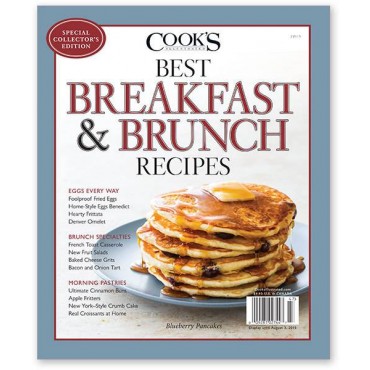 SPECIAL
COLLECTOR'S
EDITION
COOK'S
ILLUSTRATED
BEST
BREAKFAST
& BRUNCH
RECIPES
EGGS EVERY WAY
Foolproof Fried Eggs
Home-Style Eggs Benedict
Hearty Frittata
Denver Omelet
BRUNCH SPECIALTIES
French Toast Casserole
New Fruit Salads
Baked Cheese Grits
Bacon and Onion Tart
MORNING PASTRIES
Ultimate Cinnamon Buns
Apple Fritters
New York–Style Crumb Cake
Real Croissants at Home
Blueberry Pancakes